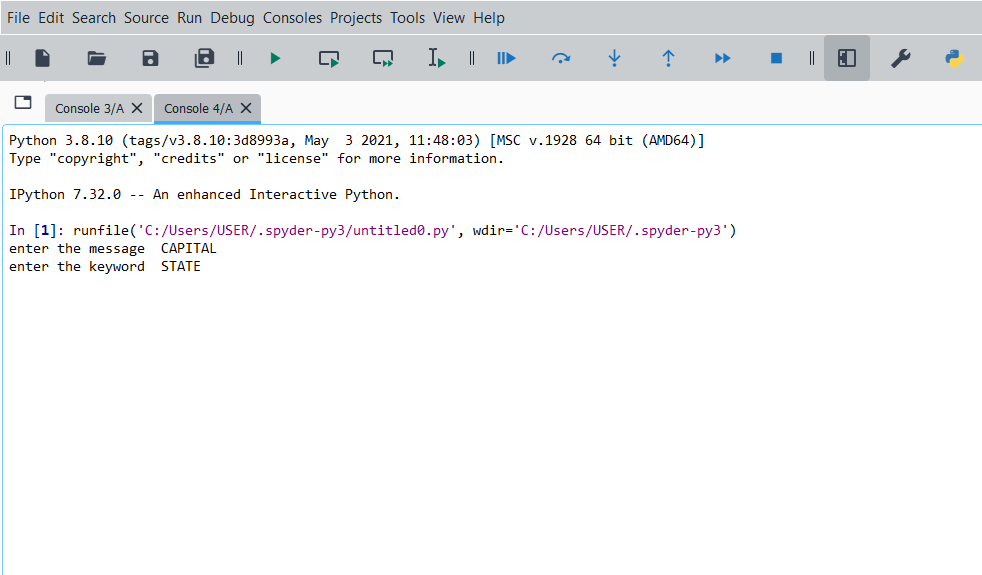 File Edit Search Source Run Debug Consoles Projects Tools View Help
Console 3/A Console 4/A
Python 3.8.10 (tags/v3.8.10:3d8993a, May  3 2021, 11:48:03) [MSC v.1928 64 bit (AMD64)]
Type "copyright", "credits" or "license" for more information.
IPython 7.32.0 -- An enhanced Interactive Python.
In [1]: runfile('C:/Users/USER/.spyder-py3/untitled0.py', wdir='C:/Users/USER/.spyder-py3')
enter the message  CAPITAL
enter the keyword  STATE